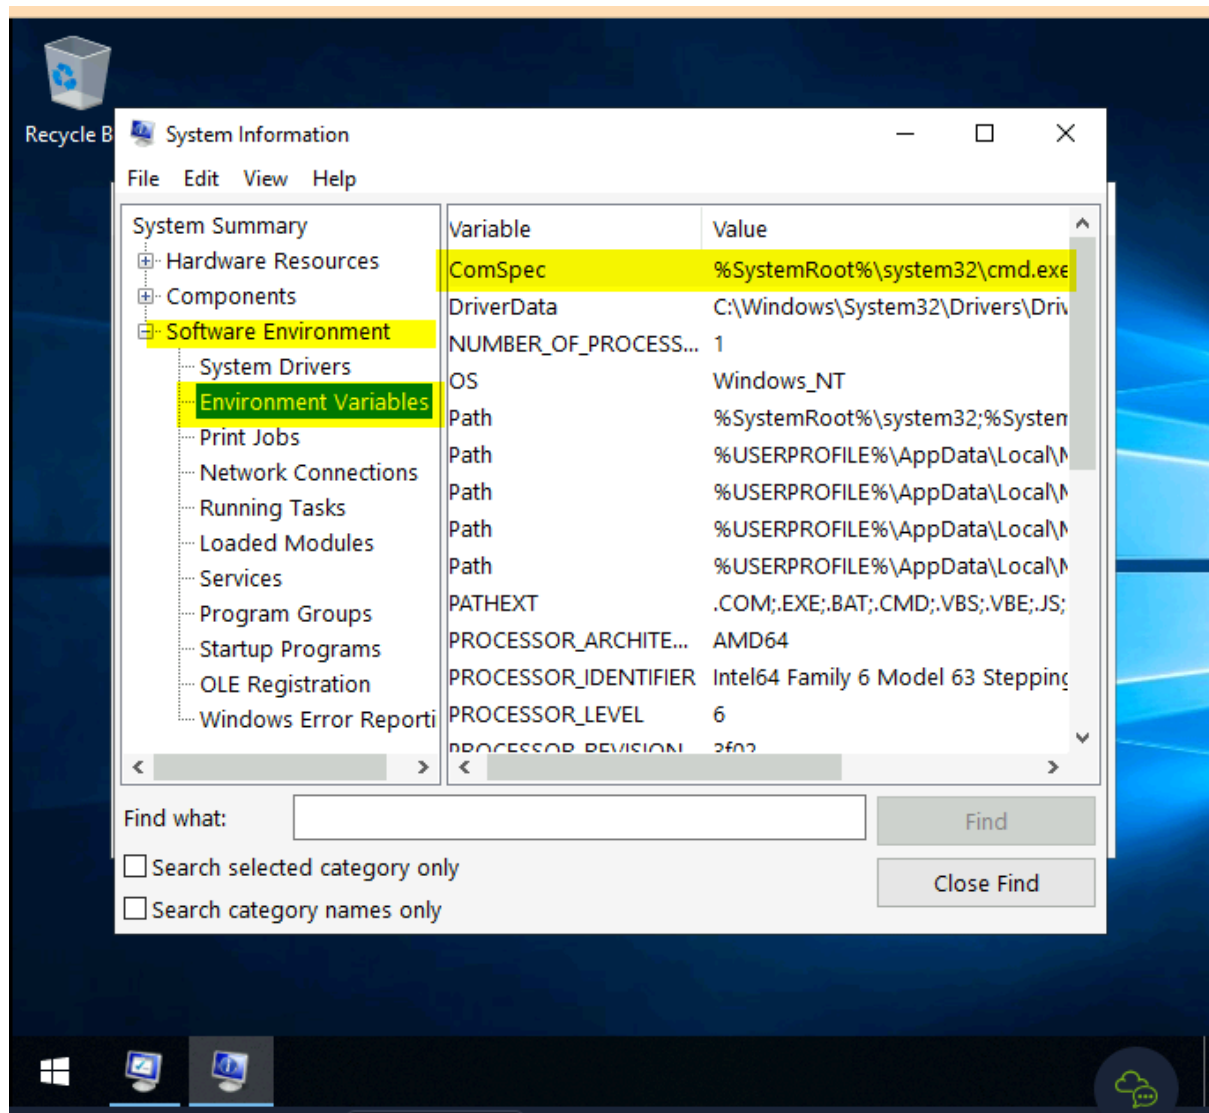 Recycle B
System Information
File Edit View Help
System Summary
Hardware Resources
Components
Software Environment
System Drivers
Environment Variables
Print Jobs
Network Connections
Running Tasks
Loaded Modules
Services
Program Groups
Startup Programs
OLE Registration
Windows Error Reporti
Variable Value
ComSpec %SystemRoot%\system32\cmd.exe
DriverData C:\Windows\System32\Drivers\Driv
NUMBER_OF_PROCESS... 1
OS Windows_NT
Path %SystemRoot%\system32;%System
Path %USERPROFILE%\AppData\Local\M
Path %USERPROFILE%\AppData\Local\M
Path %USERPROFILE%\AppData\Local\M
Path %USERPROFILE%\AppData\Local\M
PATHEXT .COM;.EXE;.BAT;.CMD;.VBS;.VBE;.JS;
PROCESSOR_ARCHITE... AMD64
PROCESSOR_IDENTIFIER Intel64 Family 6 Model 63 Stepping
PROCESSOR_LEVEL 6
PROCESSOR_REVISION 3f02
Find what:
Find
Search selected category only
Close Find
Search category names only